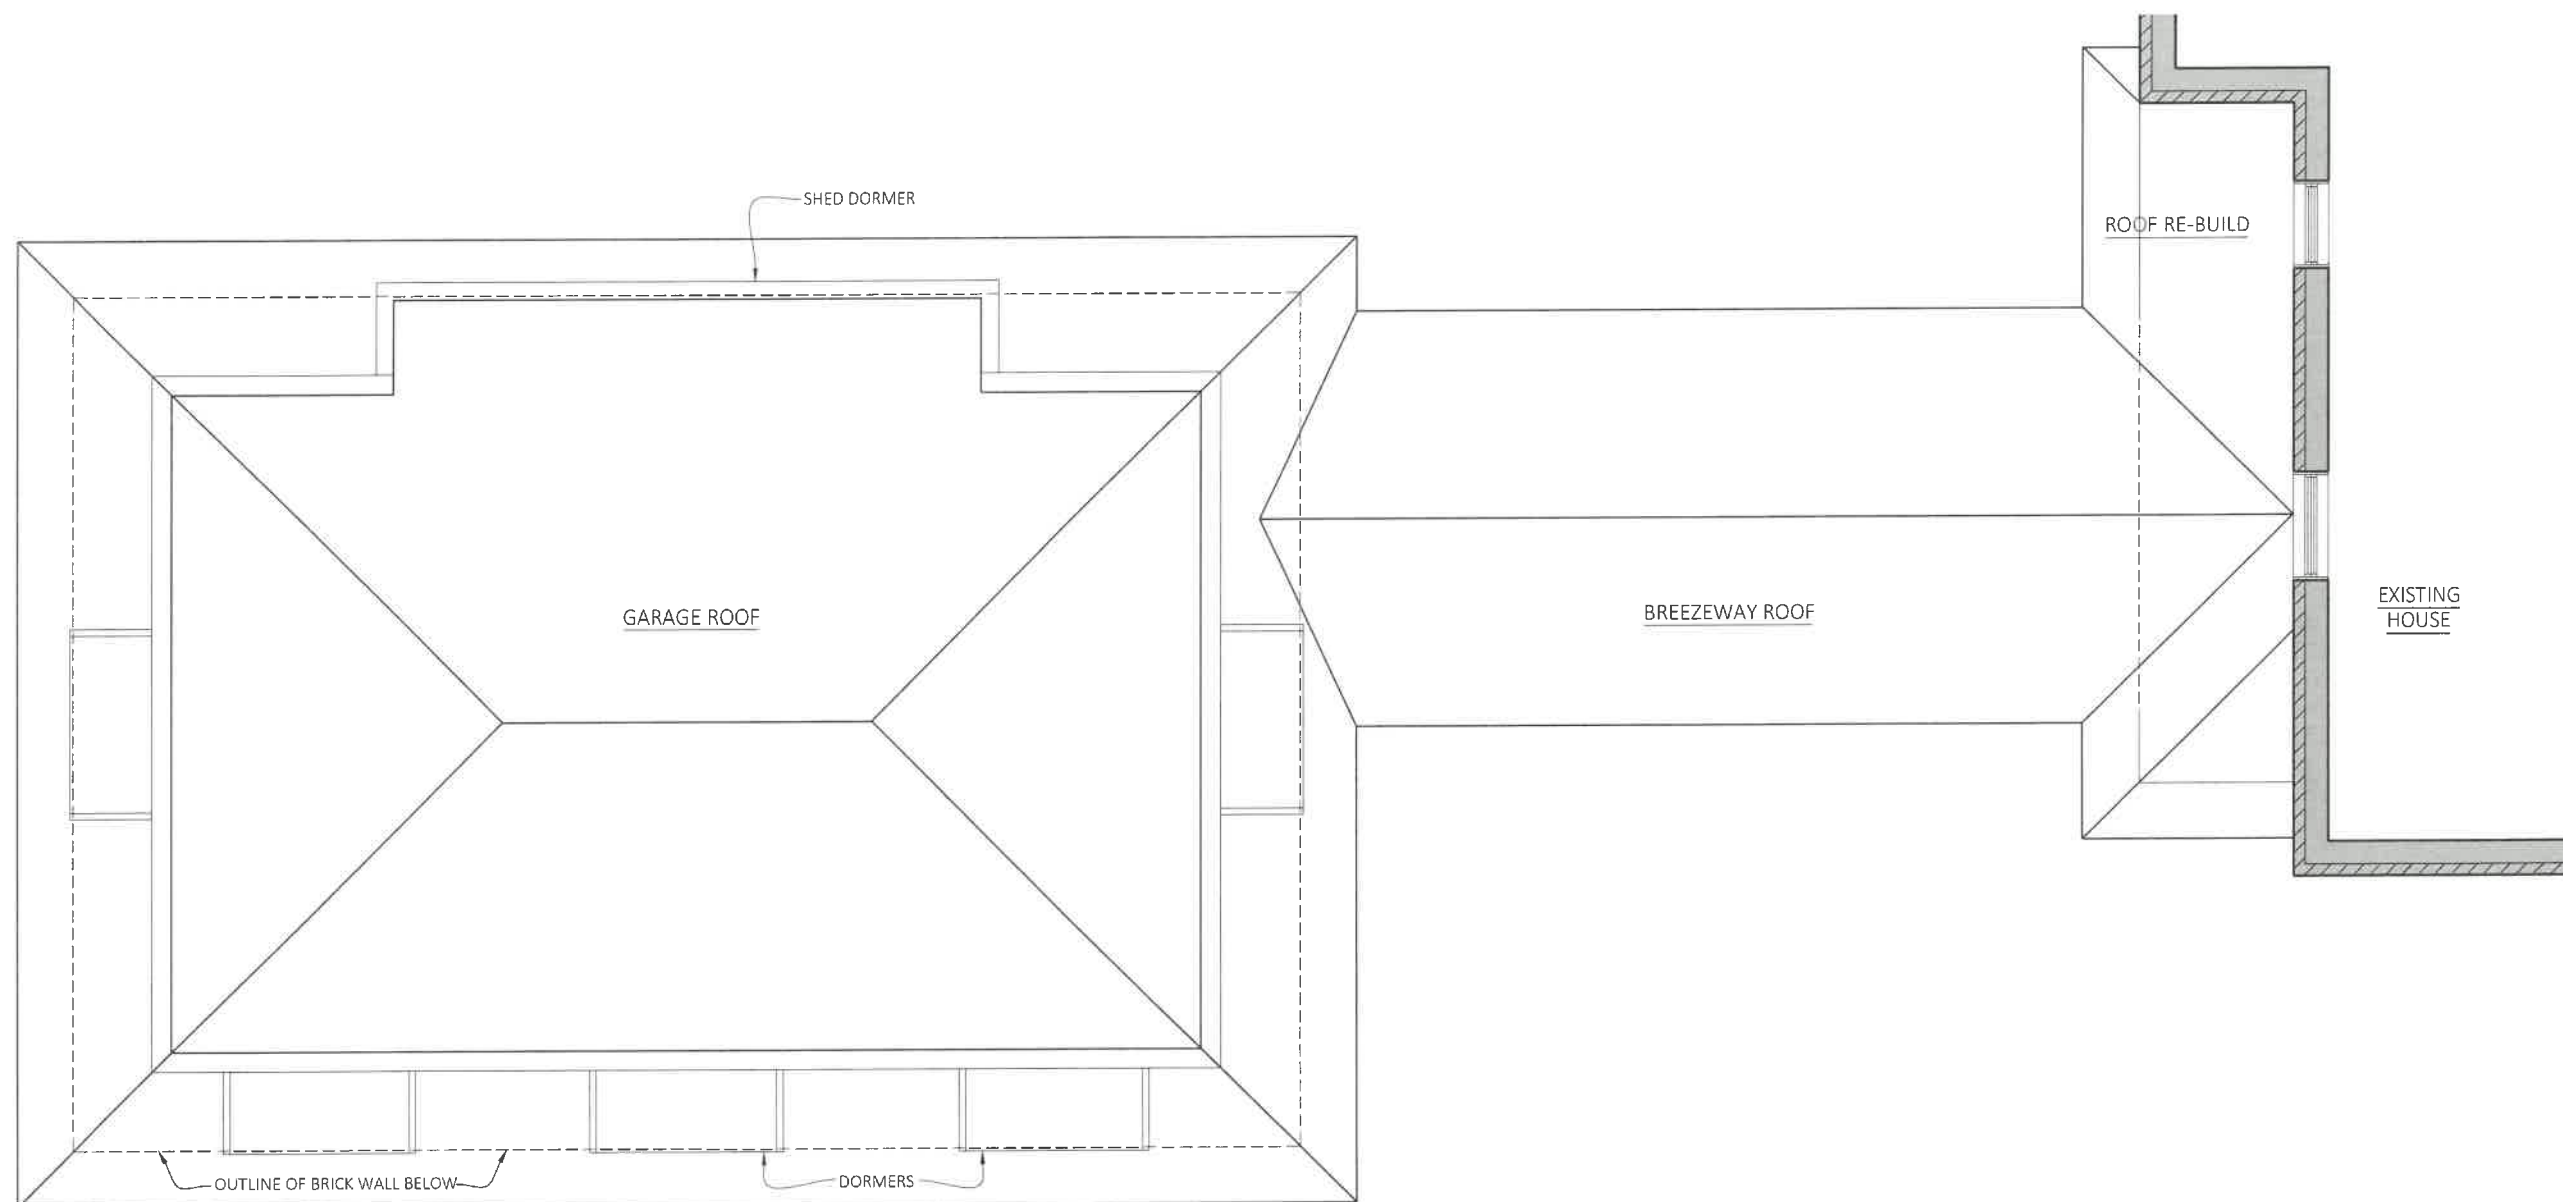 SHED DORMER
ROOF RE-BUILD
GARAGE ROOF
BREEZEWAY ROOF
EXISTING
HOUSE
OUTLINE OF BRICK WALL BELOW
DORMERS